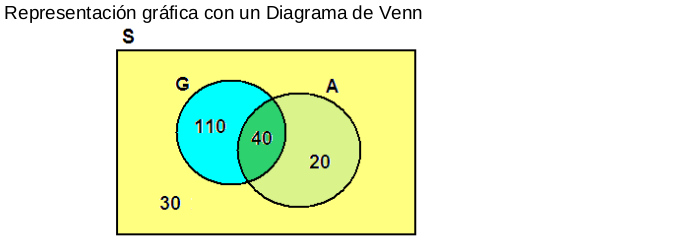 Representación gráfica con un Diagrama de Venn
S
G
A
110
40
20
30